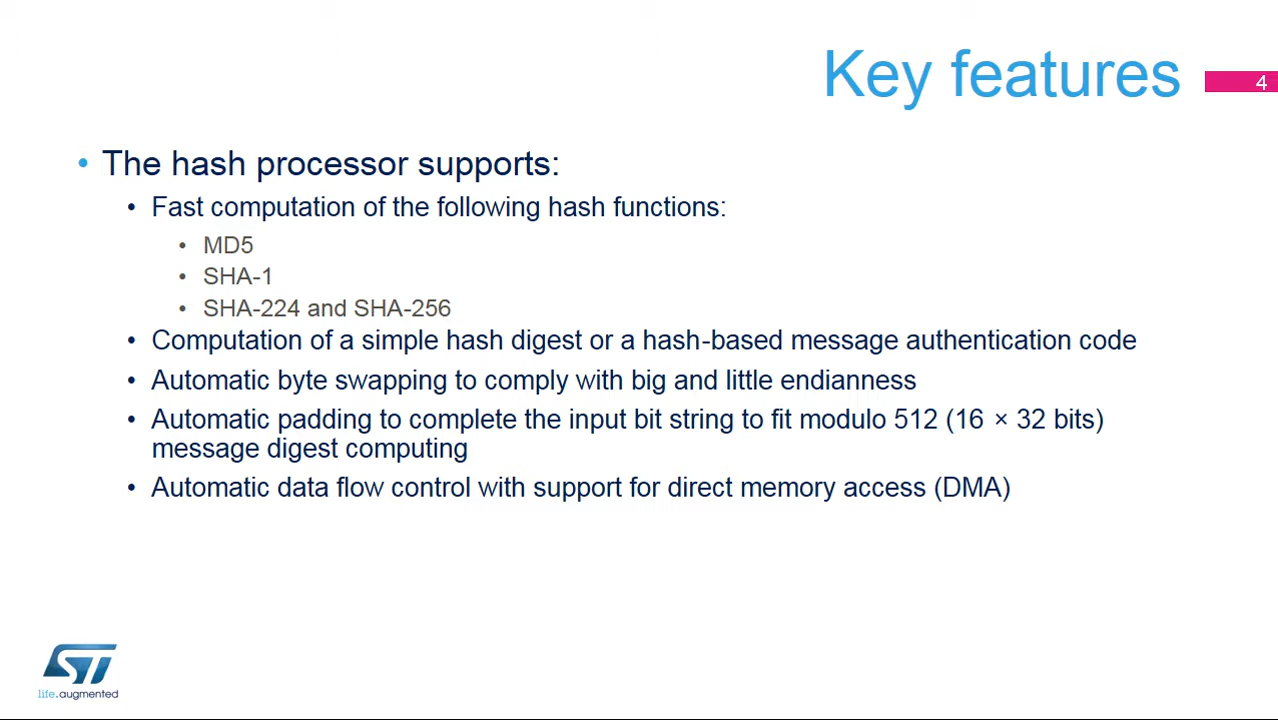 Key features
4
• The hash processor supports:
• Fast computation of the following hash functions:
• MD5
• SHA-1
• SHA-224 and SHA-256
• Computation of a simple hash digest or a hash-based message authentication code
• Automatic byte swapping to comply with big and little endianness
• Automatic padding to complete the input bit string to fit modulo 512 (16 × 32 bits)
message digest computing
• Automatic data flow control with support for direct memory access (DMA)
ST
life.augmented